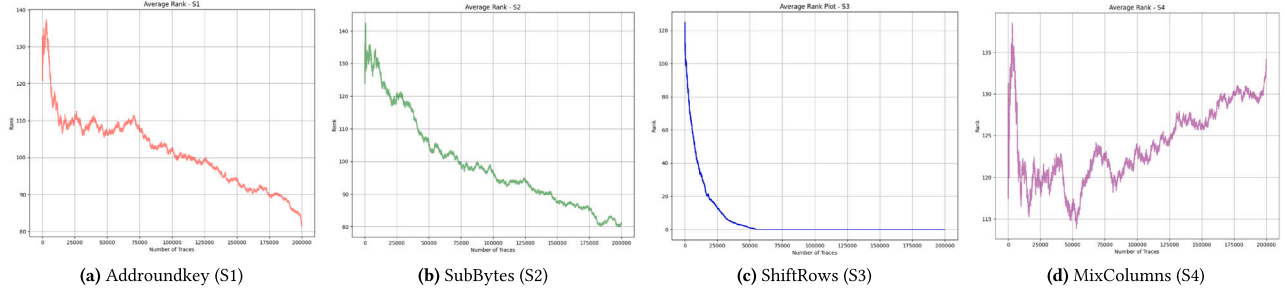 Average Rank - S1
140
130
120
110
100
90
80
Rank
0 25000 50000 75000 100000 125000 150000 175000 200000
Number of Traces
(a) Addroundkey (S1)
Average Rank - S2
140
130
120
110
100
90
80
Rank
0 25000 50000 75000 100000 125000 150000 175000 200000
Number of Traces
(b) SubBytes (S2)
Average Rank Plot - S3
120
100
80
60
40
20
0
Rank
0 25000 50000 75000 100000 125000 150000 175000 200000
Number of Traces
(c) ShiftRows (S3)
Average Rank - S4
135
130
125
120
115
Rank
0 25000 50000 75000 100000 125000 150000 175000 200000
Number of Traces
(d) MixColumns (S4)